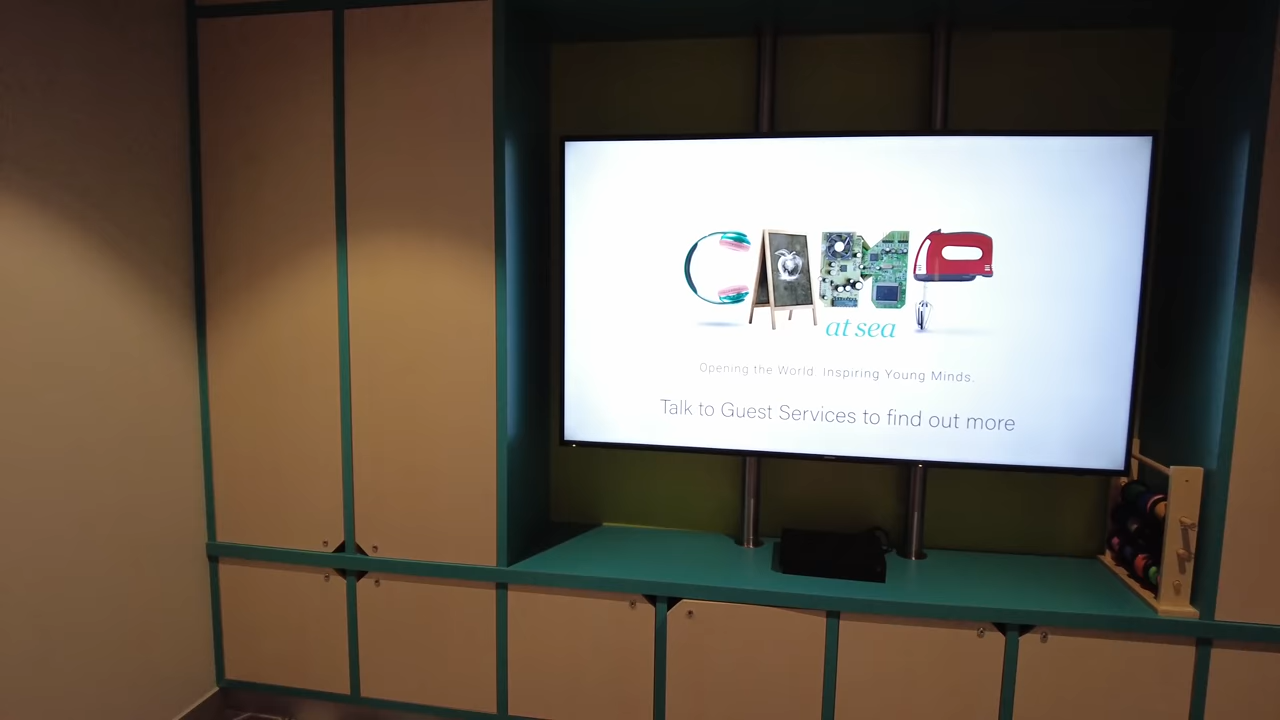 CAMP
at sea
Opening the World. Inspiring Young Minds.
Talk to Guest Services to find out more